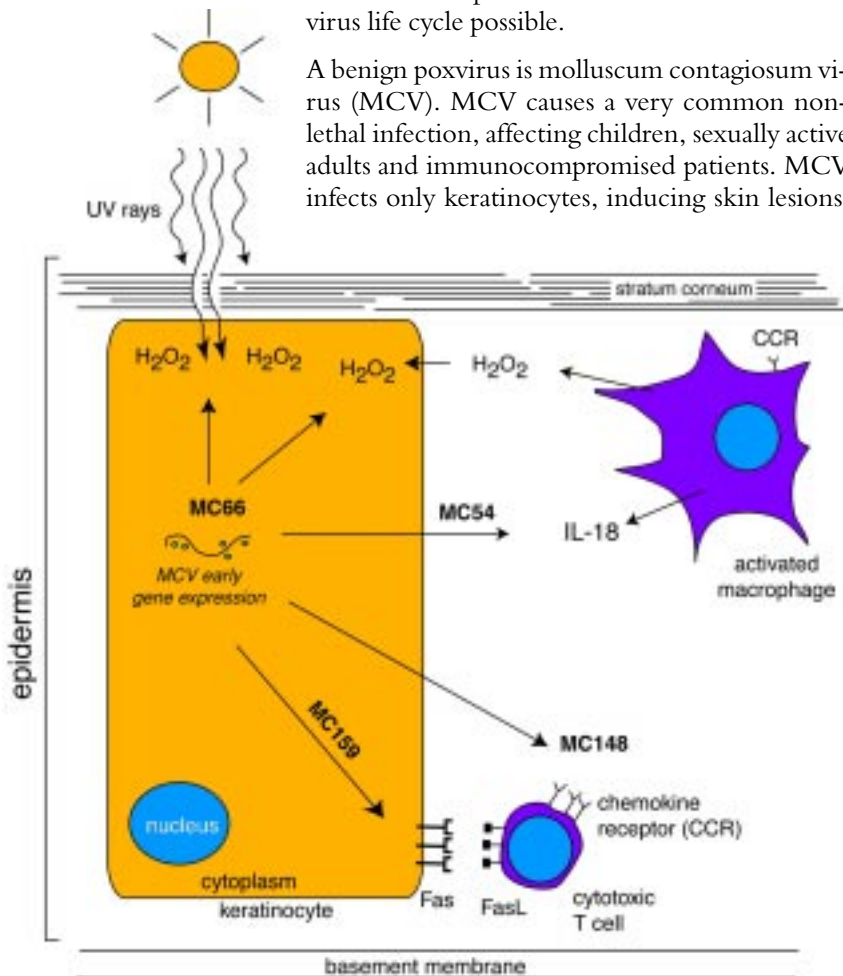 virus life cycle possible.
A benign poxvirus is molluscum contagiosum vi-
rus (MCV). MCV causes a very common non-
lethal infection, affecting children, sexually active
adults and immunocompromised patients. MCV
infects only keratinocytes, inducing skin lesions
UV rays
stratum corneum
H2O2
H2O2
H2O2
H2O2
CCR
MC66
MCV early
gene expression
MC54
IL-18
activated
macrophage
epidermis
MC159
MC148
nucleus
chemokine
receptor (CCR)
cytoplasm
keratinocyte
Fas
FasL
cytotoxic
T cell
basement membrane